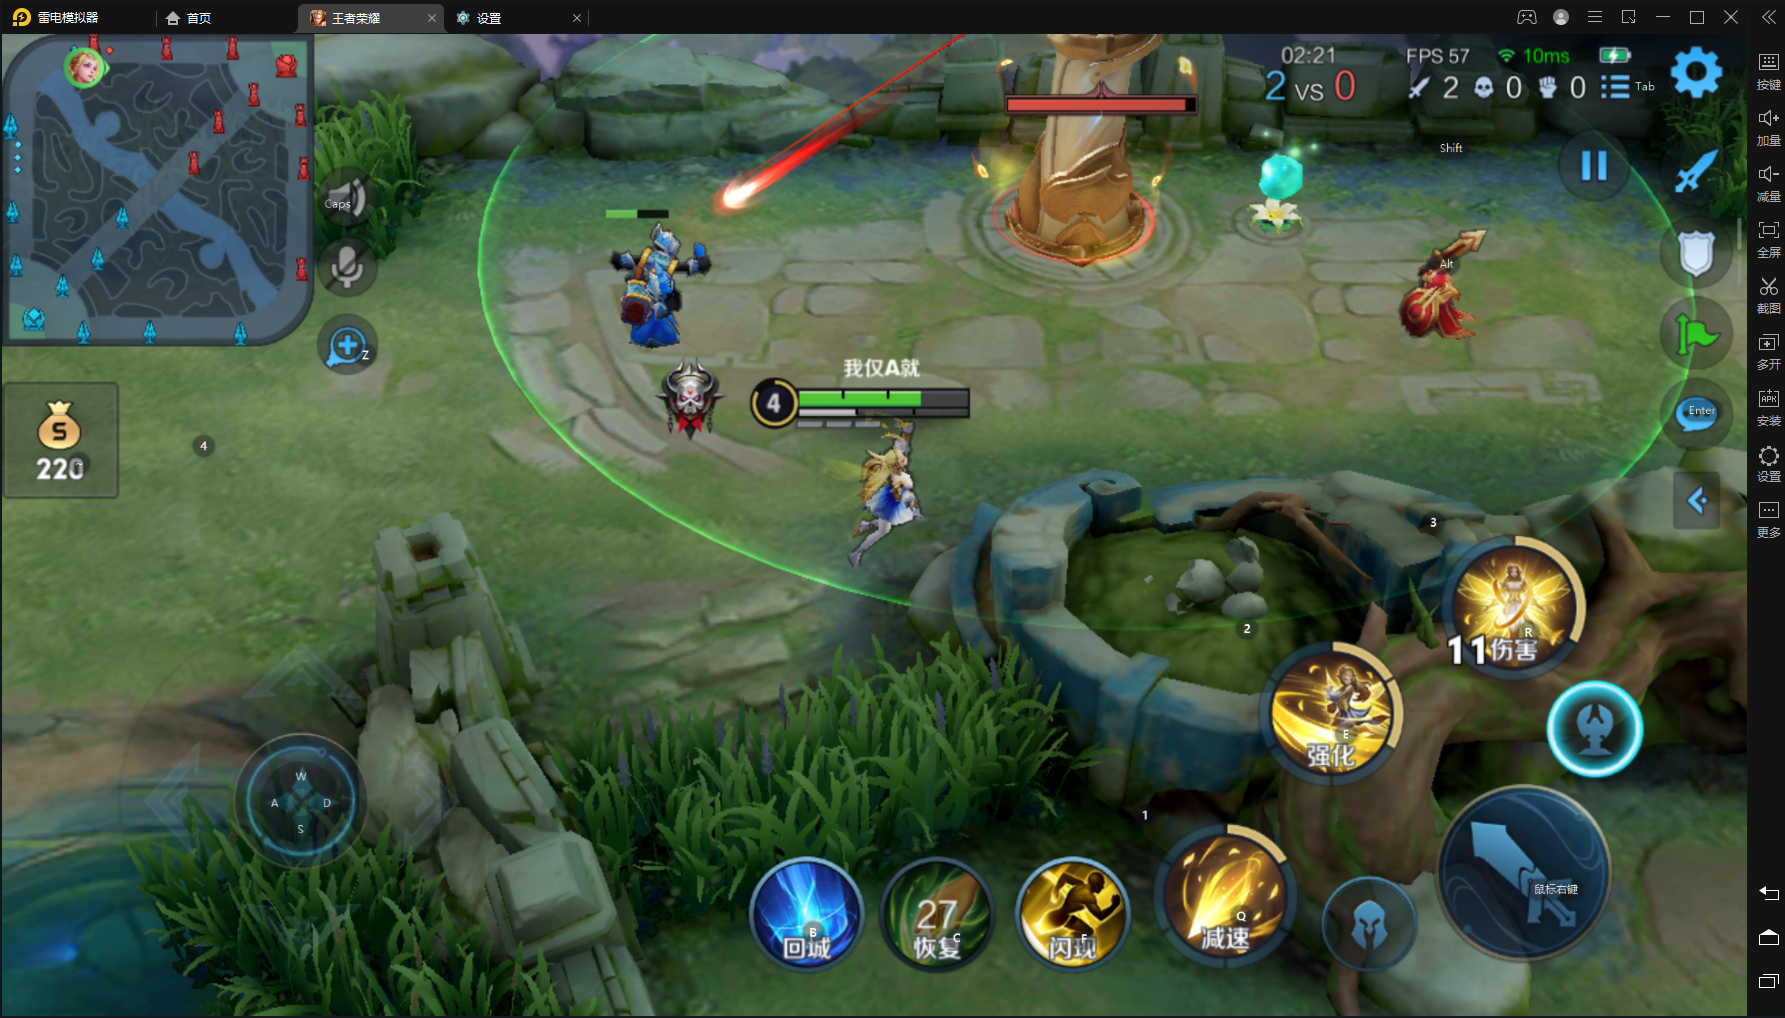 雷电模拟器
首页
王者荣耀
设置
02:21
FPS 57
10ms
2 VS 0
2
0
0
Tab
Shift
Caps
Alt
Z
Enter
按键
加量
减量
全屏
截图
多开
安装
设置
更多
APK
我仅A就
4
S
220
4
3
2
1
R
11伤害
E
强化
Q
减速
W
A
D
S
B
回城
27
C
恢复
F
闪现
鼠标右键